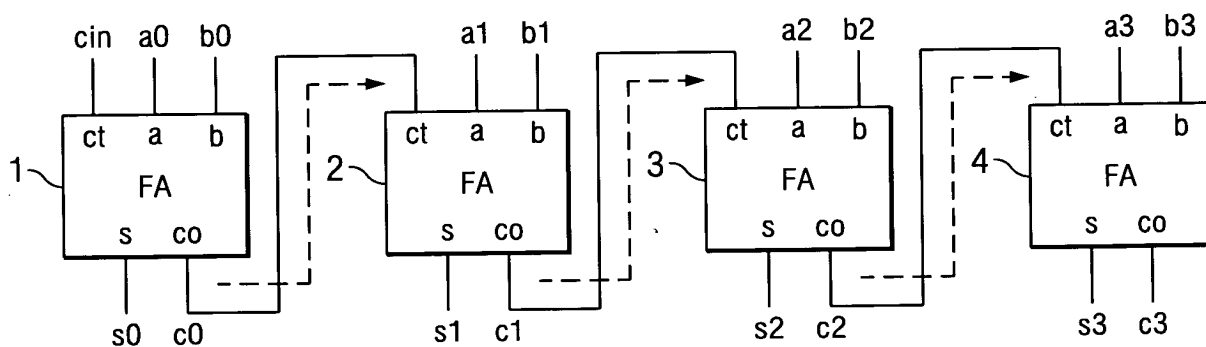 cin a0 b0 a1 b1 a2 b2 a3 b3
ct a b ct a b ct a b ct a b
1 FA 2 FA 3 FA 4 FA
s co s co s co s co
s0 c0 s1 c1 s2 c2 s3 c3